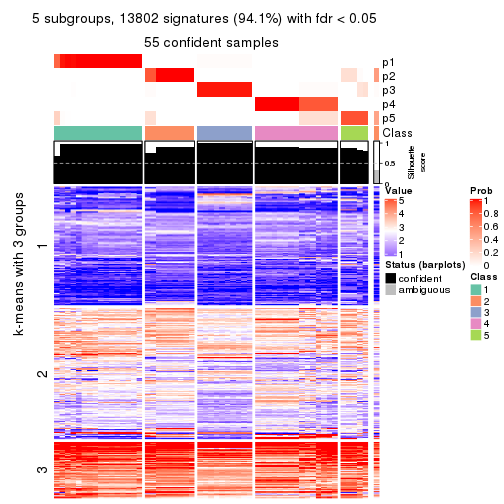 5 subgroups, 13802 signatures (94.1%) with fdr < 0.05
55 confident samples
p1
p2
p3
p4
p5
Class
1
0.5
0
Silhouette
score
k-means with 3 groups
1
2
3
Value
5
4
3
2
1
Status (barplots)
confident
ambiguous
Prob
1
0.8
0.6
0.4
0.2
0
Class
1
2
3
4
5